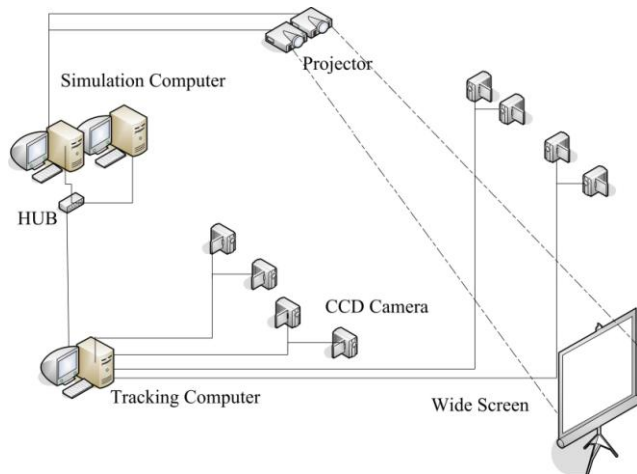 Projector
Simulation Computer
HUB
CCD Camera
Tracking Computer
Wide Screen